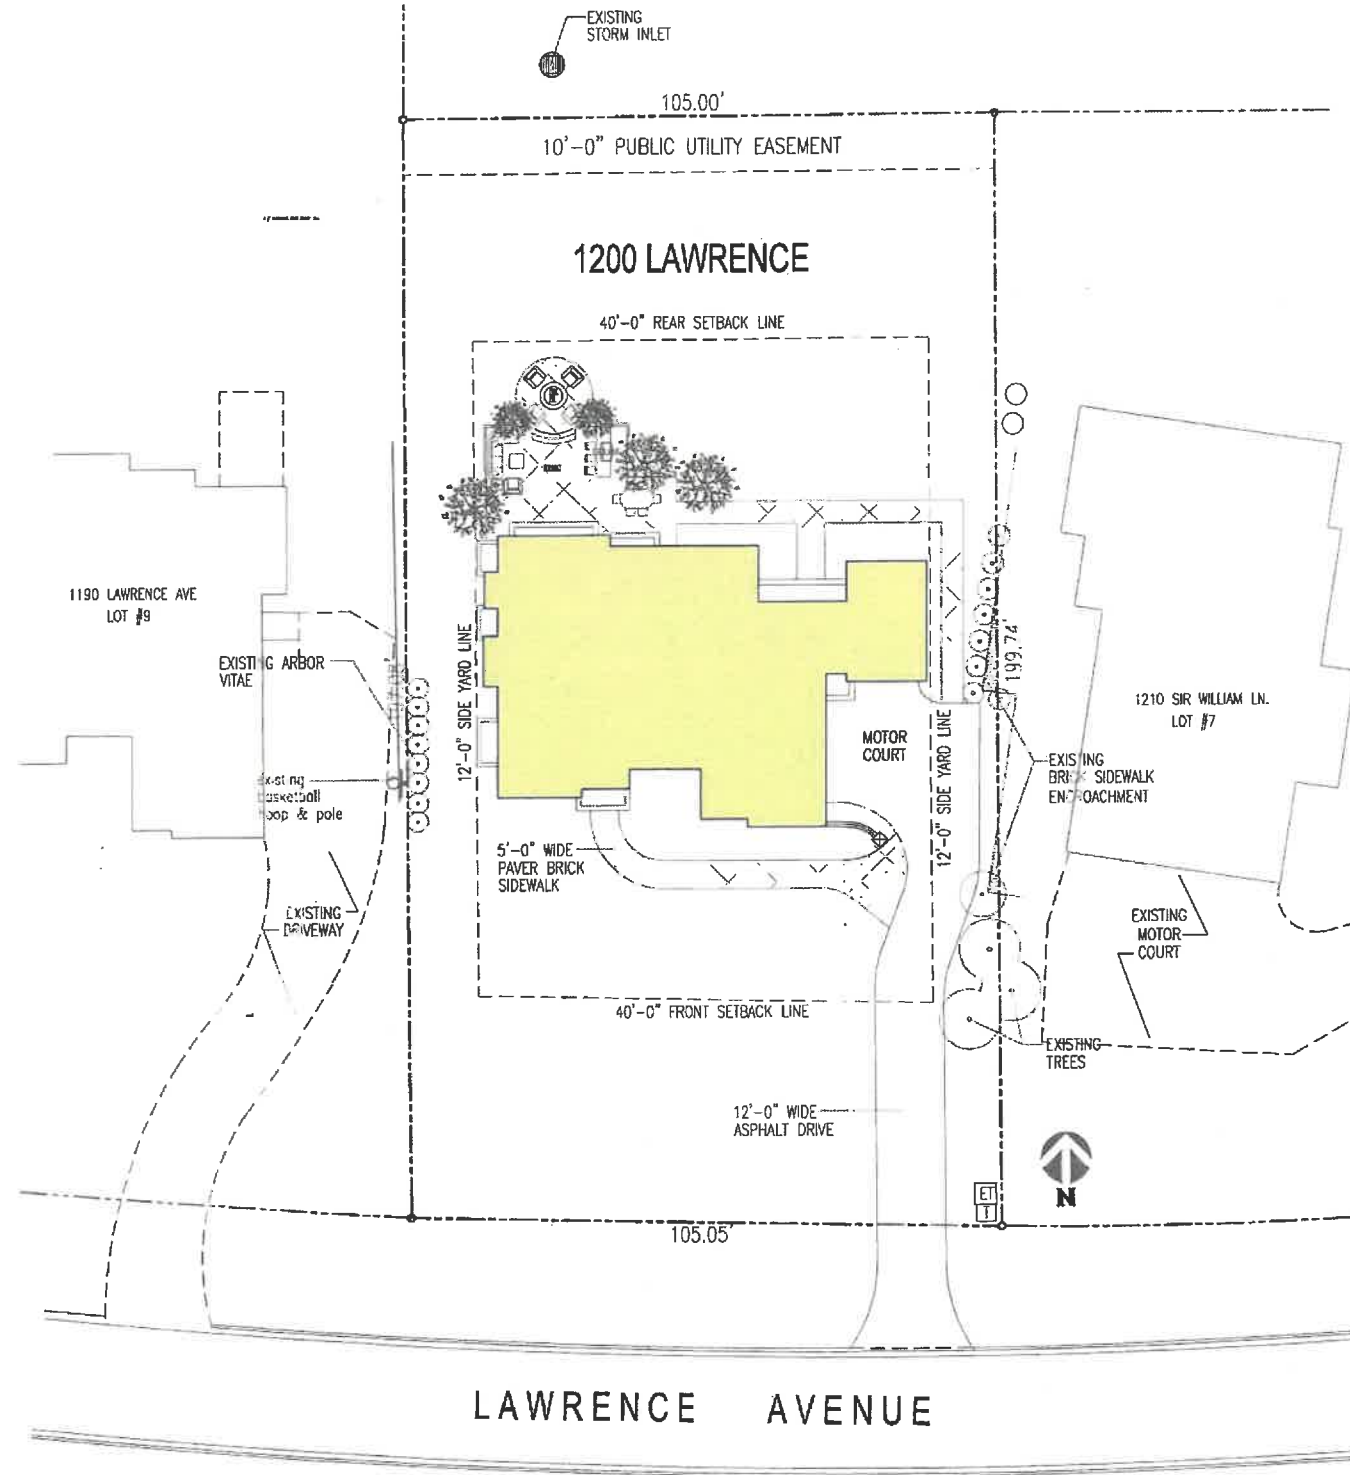 EXISTING
STORM INLET
105.00'
10'-0" PUBLIC UTILITY EASEMENT
1200 LAWRENCE
40'-0" REAR SETBACK LINE
1190 LAWRENCE AVE
LOT #9
EXISTING ARBOR
VITAE
12'-0" SIDE YARD LINE
199.74'
1210 SIR WILLIAM LN.
LOT #7
MOTOR
COURT
12'-0" SIDE YARD LINE
EXISTING
BRICK SIDEWALK
ENCROACHMENT
Existing
basketball
hoop & pole
5'-0" WIDE
PAVER BRICK
SIDEWALK
EXISTING
DRIVEWAY
EXISTING
MOTOR
COURT
40'-0" FRONT SETBACK LINE
EXISTING
TREES
12'-0" WIDE
ASPHALT DRIVE
N
ET
T
105.05'
LAWRENCE AVENUE